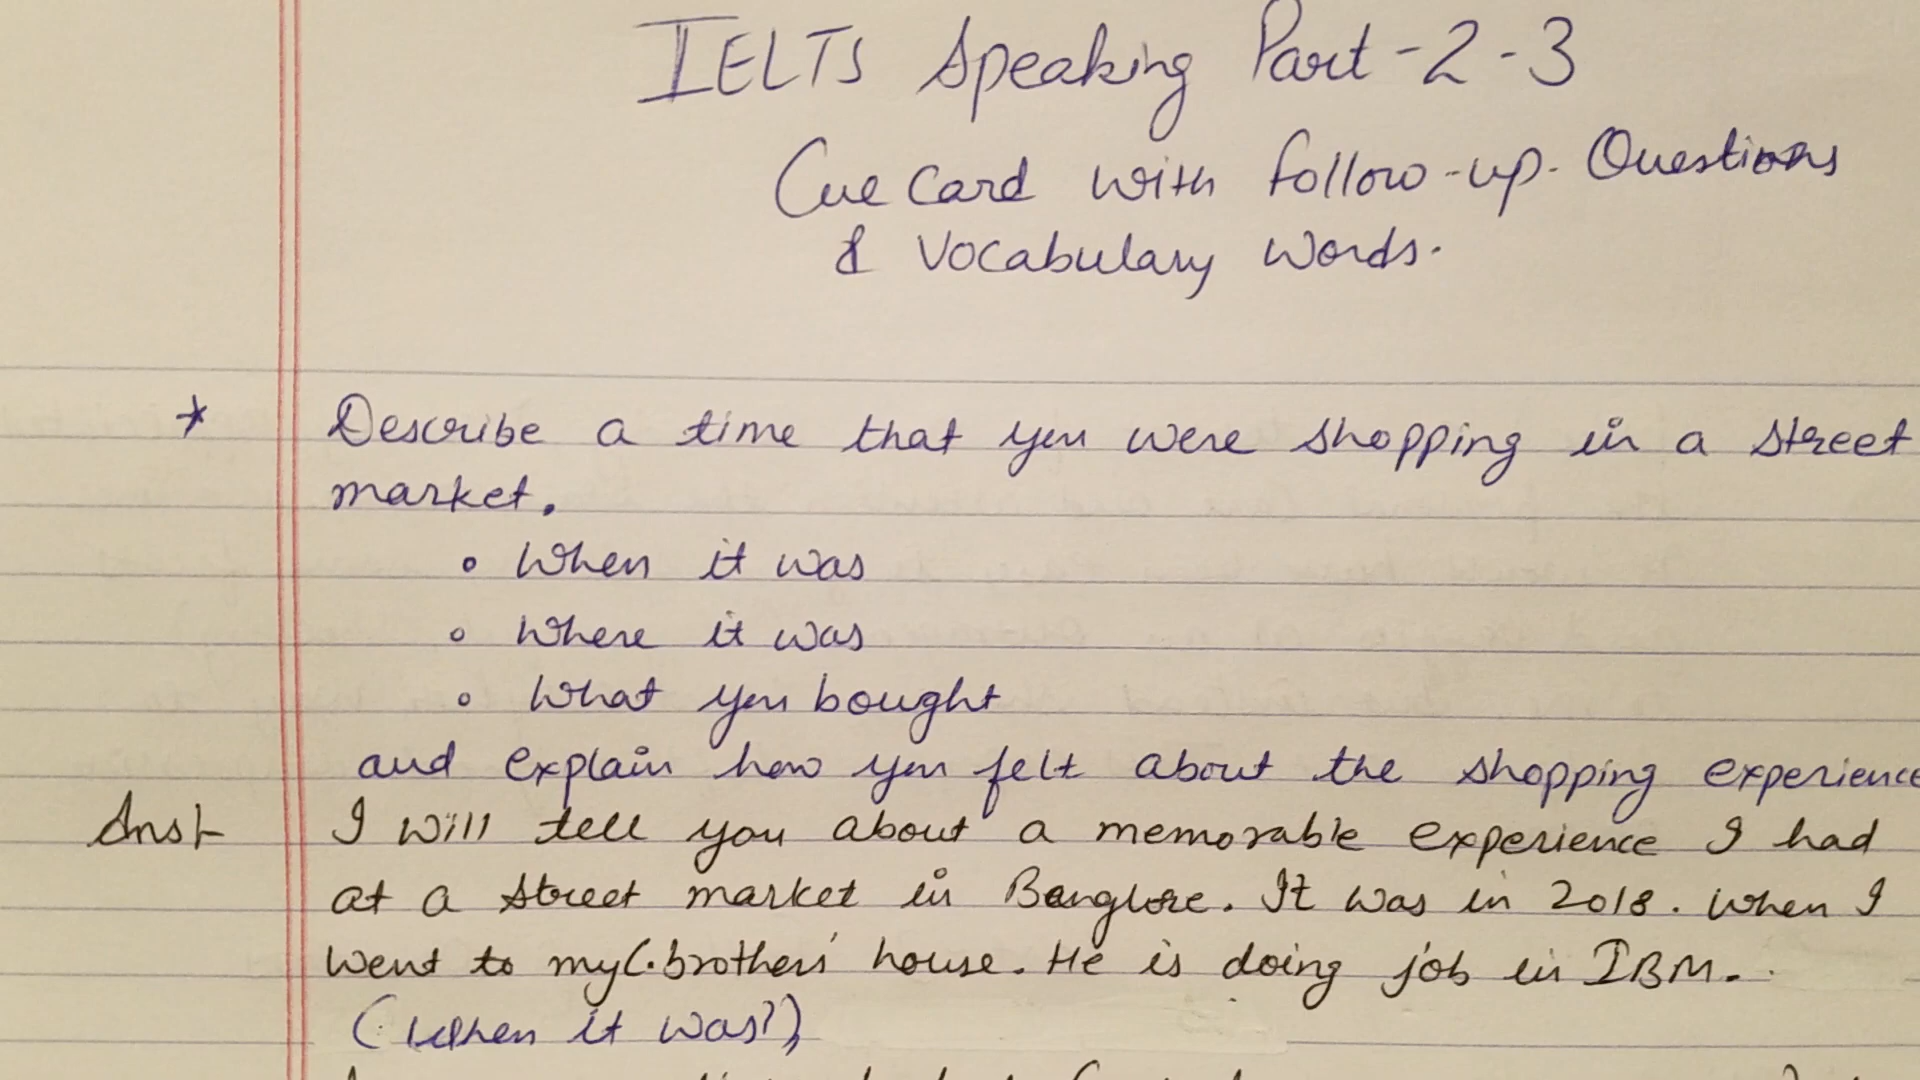 IELTS Speaking Part-2-3
Cue Card with follow-up. Questions
& Vocabulary words.
* Describe a time that you were shopping in a street
market.
• When it was
• Where it was
• What you bought
and explain how you felt about the shopping experience
Ans:- I will tell you about a memorable experience I had
at a street market in Banglore. It was in 2018. when I
went to my brothers' house. He is doing job in IBM.
(When it was?)